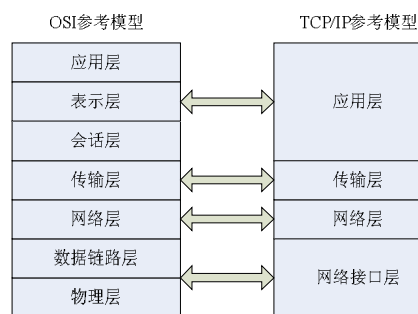 OSI参考模型
TCP/IP参考模型
应用层
表示层
会话层
传输层
网络层
数据链路层
物理层
应用层
传输层
网络层
网络接口层